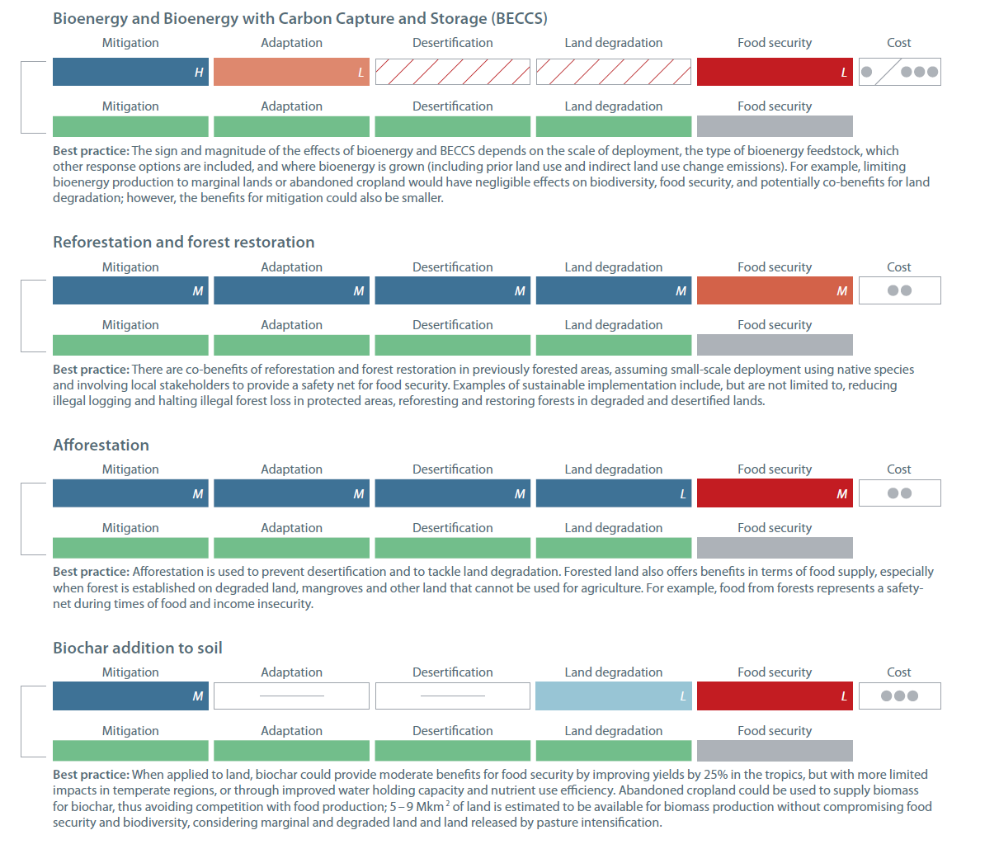 Bioenergy and Bioenergy with Carbon Capture and Storage (BECCS)
Mitigation Adaptation Desertification Land degradation Food security Cost
H L L
Mitigation Adaptation Desertification Land degradation Food security
Best practice: The sign and magnitude of the effects of bioenergy and BECCS depends on the scale of deployment, the type of bioenergy feedstock, which
other response options are included, and where bioenergy is grown (including prior land use and indirect land use change emissions). For example, limiting
bioenergy production to marginal lands or abandoned cropland would have negligible effects on biodiversity, food security, and potentially co-benefits for land
degradation; however, the benefits for mitigation could also be smaller.
Reforestation and forest restoration
Mitigation Adaptation Desertification Land degradation Food security Cost
M M M M M
Mitigation Adaptation Desertification Land degradation Food security
Best practice: There are co-benefits of reforestation and forest restoration in previously forested areas, assuming small-scale deployment using native species
and involving local stakeholders to provide a safety net for food security. Examples of sustainable implementation include, but are not limited to, reducing
illegal logging and halting illegal forest loss in protected areas, reforesting and restoring forests in degraded and desertified lands.
Afforestation
Mitigation Adaptation Desertification Land degradation Food security Cost
M M M L M
Mitigation Adaptation Desertification Land degradation Food security
Best practice: Afforestation is used to prevent desertification and to tackle land degradation. Forested land also offers benefits in terms of food supply, especially
when forest is established on degraded land, mangroves and other land that cannot be used for agriculture. For example, food from forests represents a safety-
net during times of food and income insecurity.
Biochar addition to soil
Mitigation Adaptation Desertification Land degradation Food security Cost
M L L
Mitigation Adaptation Desertification Land degradation Food security
Best practice: When applied to land, biochar could provide moderate benefits for food security by improving yields by 25% in the tropics, but with more limited
impacts in temperate regions, or through improved water holding capacity and nutrient use efficiency. Abandoned cropland could be used to supply biomass
for biochar, thus avoiding competition with food production; 5–9 Mkm² of land is estimated to be available for biomass production without compromising food
security and biodiversity, considering marginal and degraded land and land released by pasture intensification.